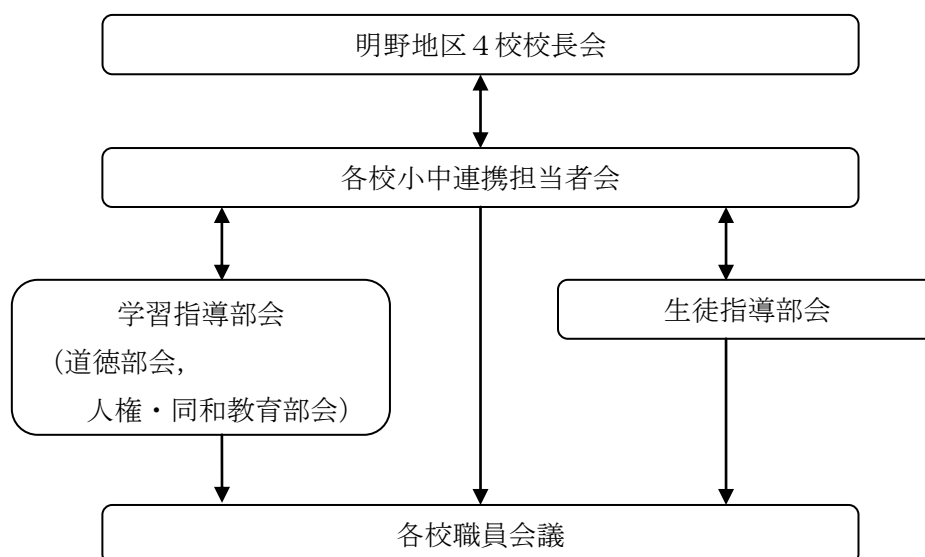 明野地区４校校長会
各校小中連携担当者会
学習指導部会
（道徳部会，
人権・同和教育部会）
生徒指導部会
各校職員会議